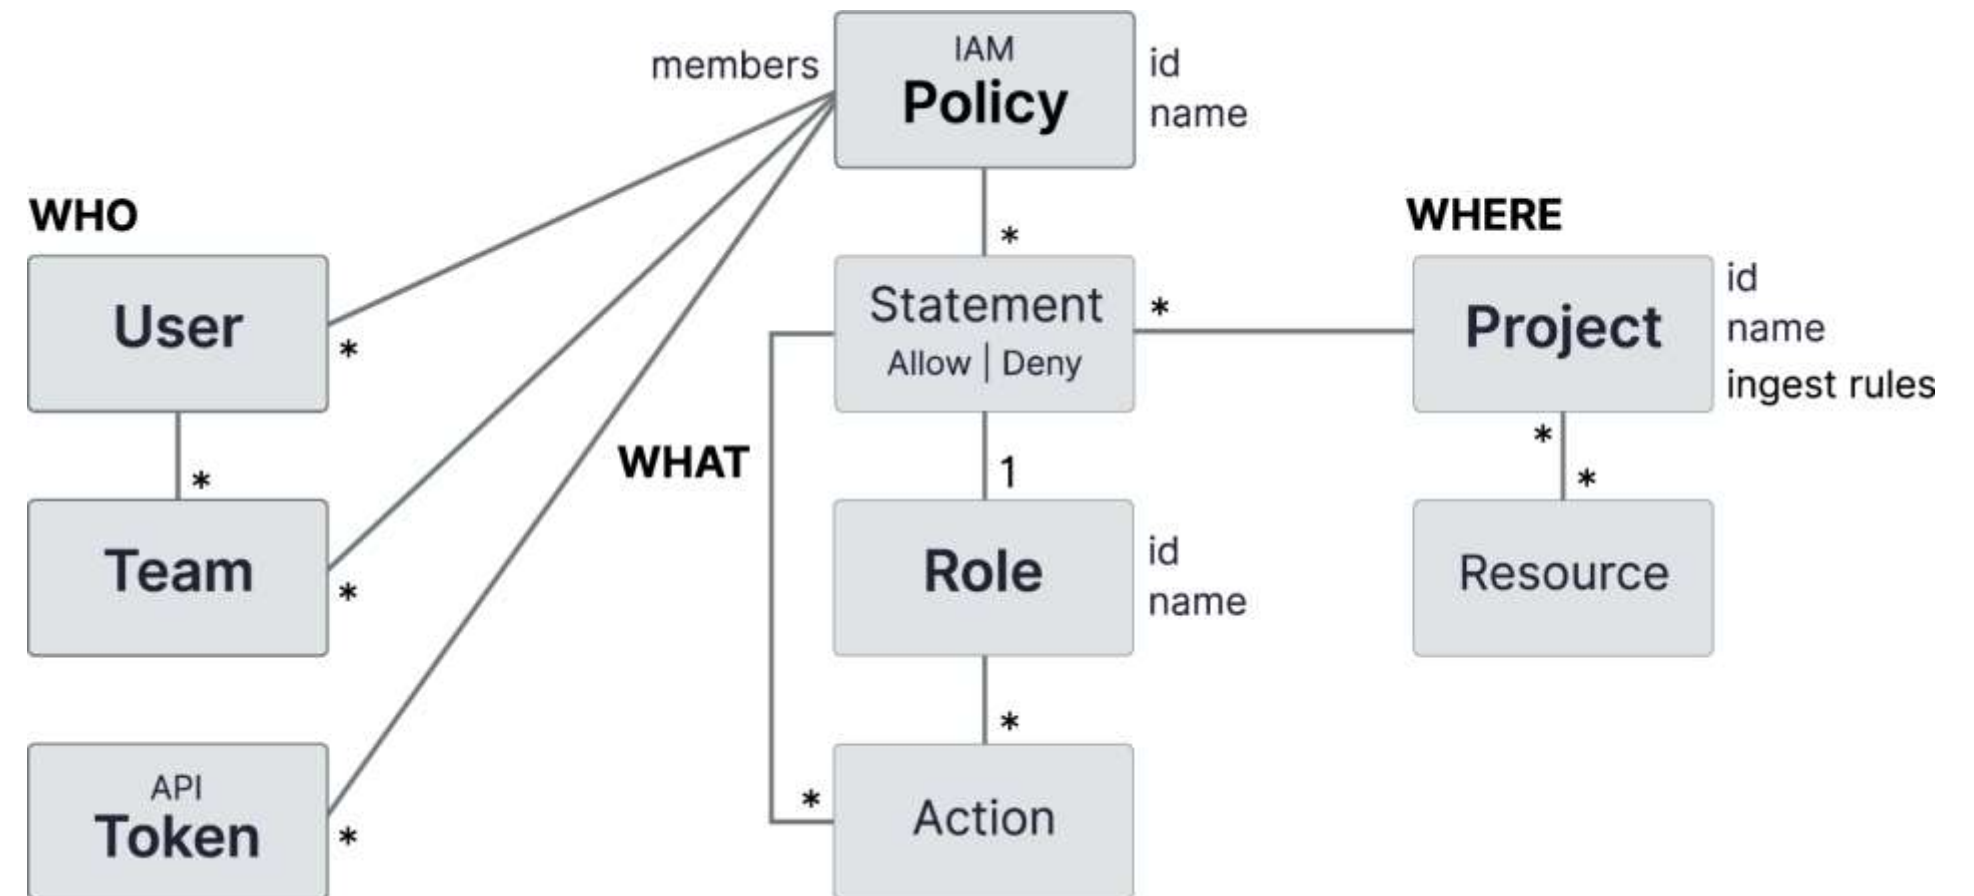 members
IAM
Policy
id
name
WHO
User
*
*
Team
*
API
Token
*
*
Statement
Allow | Deny
*
WHAT
1
Role
id
name
*
*
Action
WHERE
Project
id
name
ingest rules
*
*
Resource